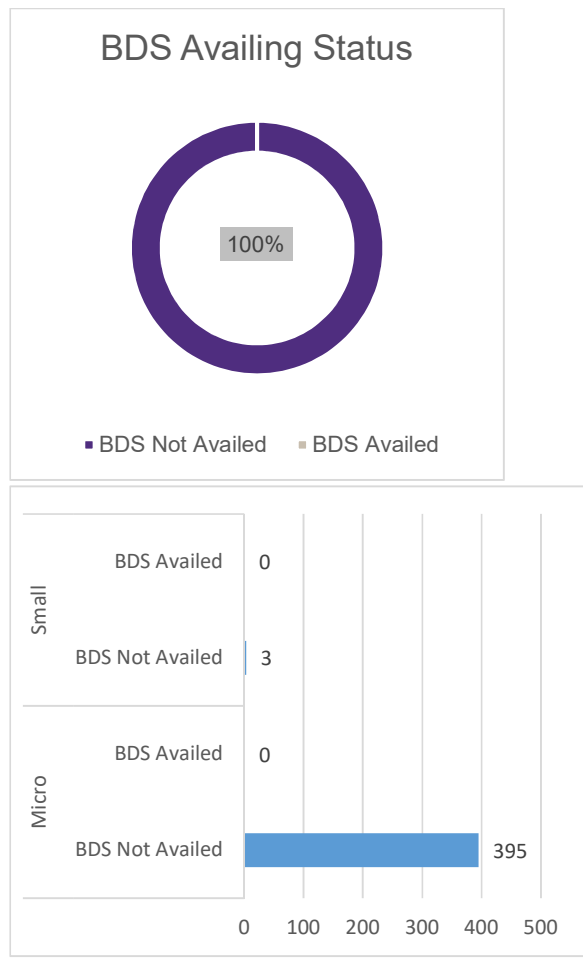 BDS Availing Status
100%
BDS Not Availed BDS Availed
Small
BDS Availed 0
BDS Not Availed 3
Micro
BDS Availed 0
BDS Not Availed 395
0 100 200 300 400 500